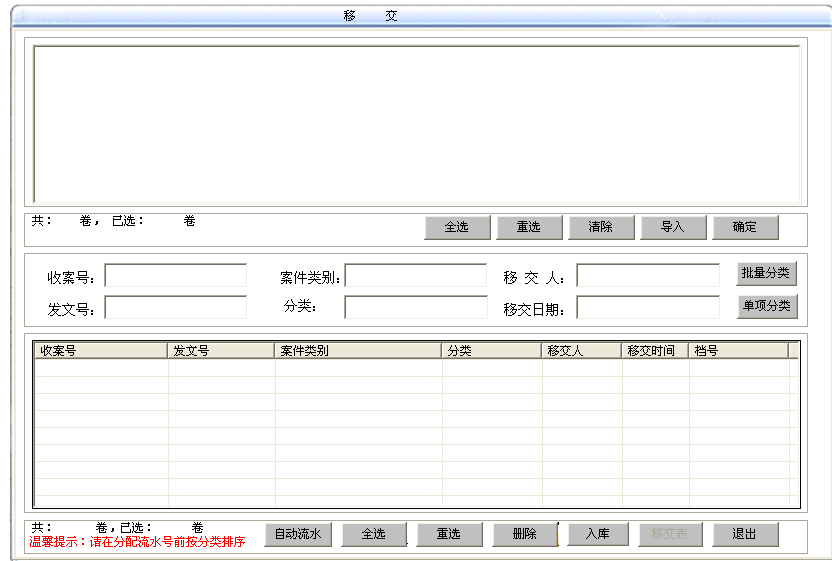 移 交
共： 卷， 已选： 卷
全选 重选 清除 导入 确定
收案号： 案件类别： 移 交 人： 批量分类
发文号： 分类： 移交日期： 单项分类
收案号 发文号 案件类别 分类 移交人 移交时间 档号
共： 卷，已选： 卷
温馨提示：请在分配流水号前按分类排序
自动流水 全选 重选 删除 入库 移交表 退出